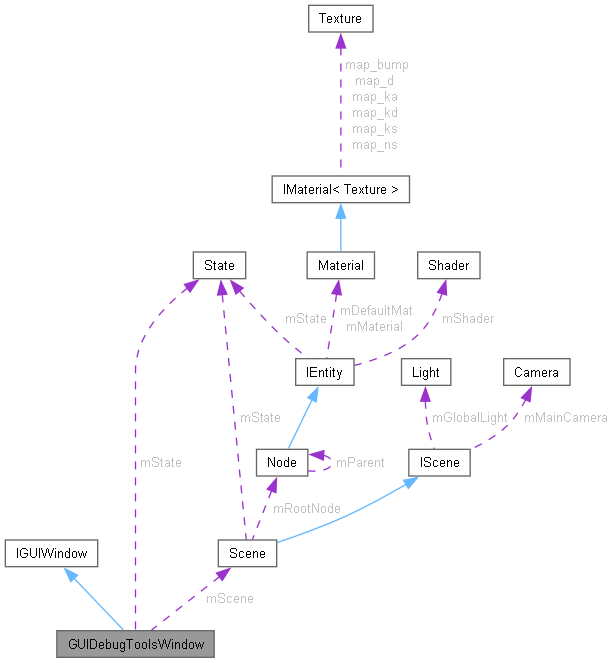 Texture
map_bump
map_d
map_ka
map_kd
map_ks
map_ns
IMaterial< Texture >
State
Material
Shader
mState
mDefaultMat
mMaterial
mShader
IEntity
Light
Camera
mState
mGlobalLight
mMainCamera
mState
Node
mParent
IScene
mRootNode
IGUIWindow
Scene
mScene
GUIDebugToolsWindow